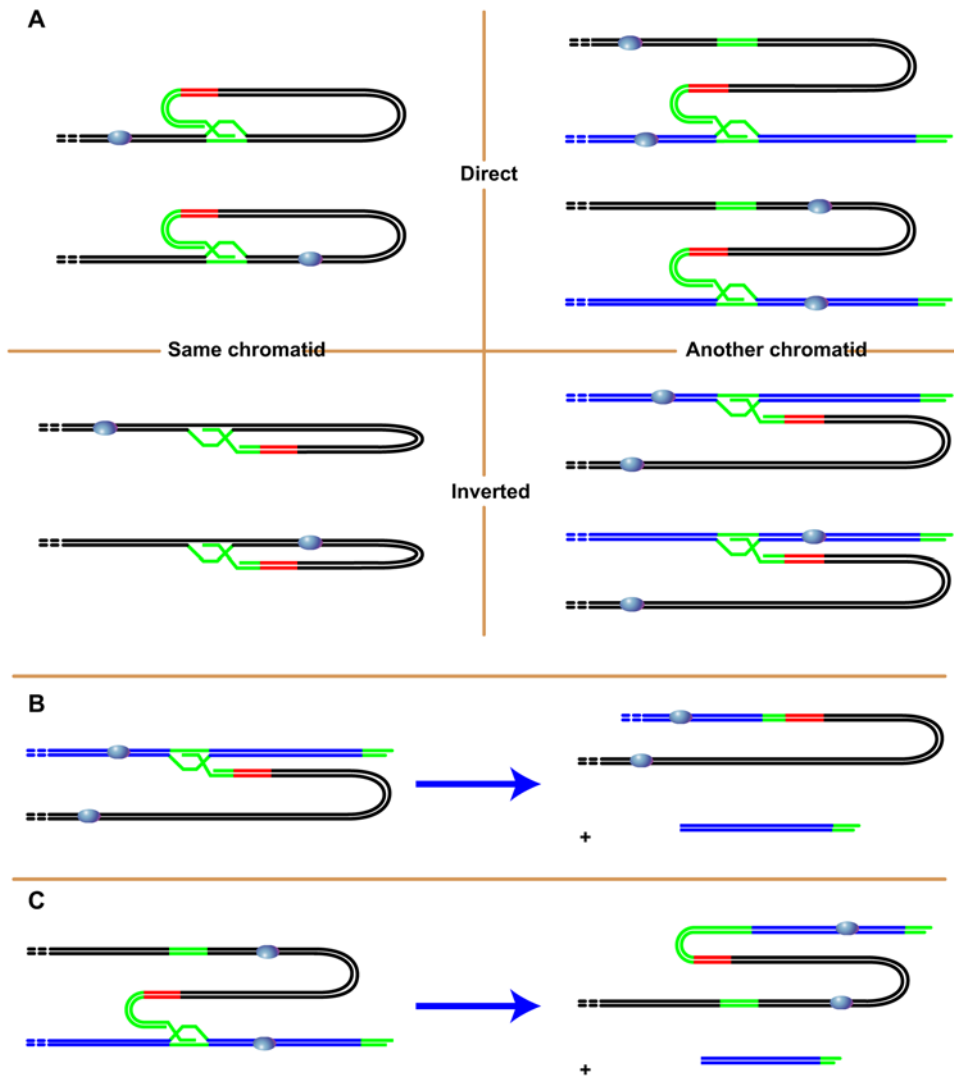 A
Direct
Same chromatid
Another chromatid
Inverted
B
+
C
+